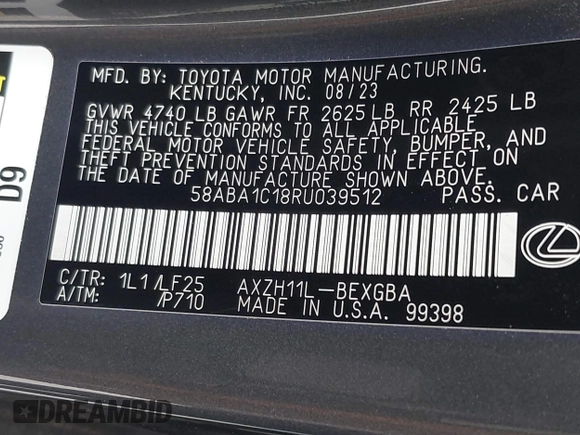 MFD. BY: TOYOTA MOTOR MANUFACTURING.
KENTUCKY, INC. 08/23
GVWR 4740 LB GAWR FR 2625 LB RR 2425 LB
THIS VEHICLE CONFORMS TO ALL APPLICABLE
FEDERAL MOTOR VEHICLE SAFETY, BUMPER, AND
THEFT PREVENTION STANDARDS IN EFFECT ON
THE DATE OF MANUFACTURE SHOWN ABOVE.
58ABA1C18RU039512 PASS. CAR
C/TR: 1L1/LF25 AXZH11L-BEXGBA
A/TM: /P710 MADE IN U.S.A. 99398
D9
DREAMBID